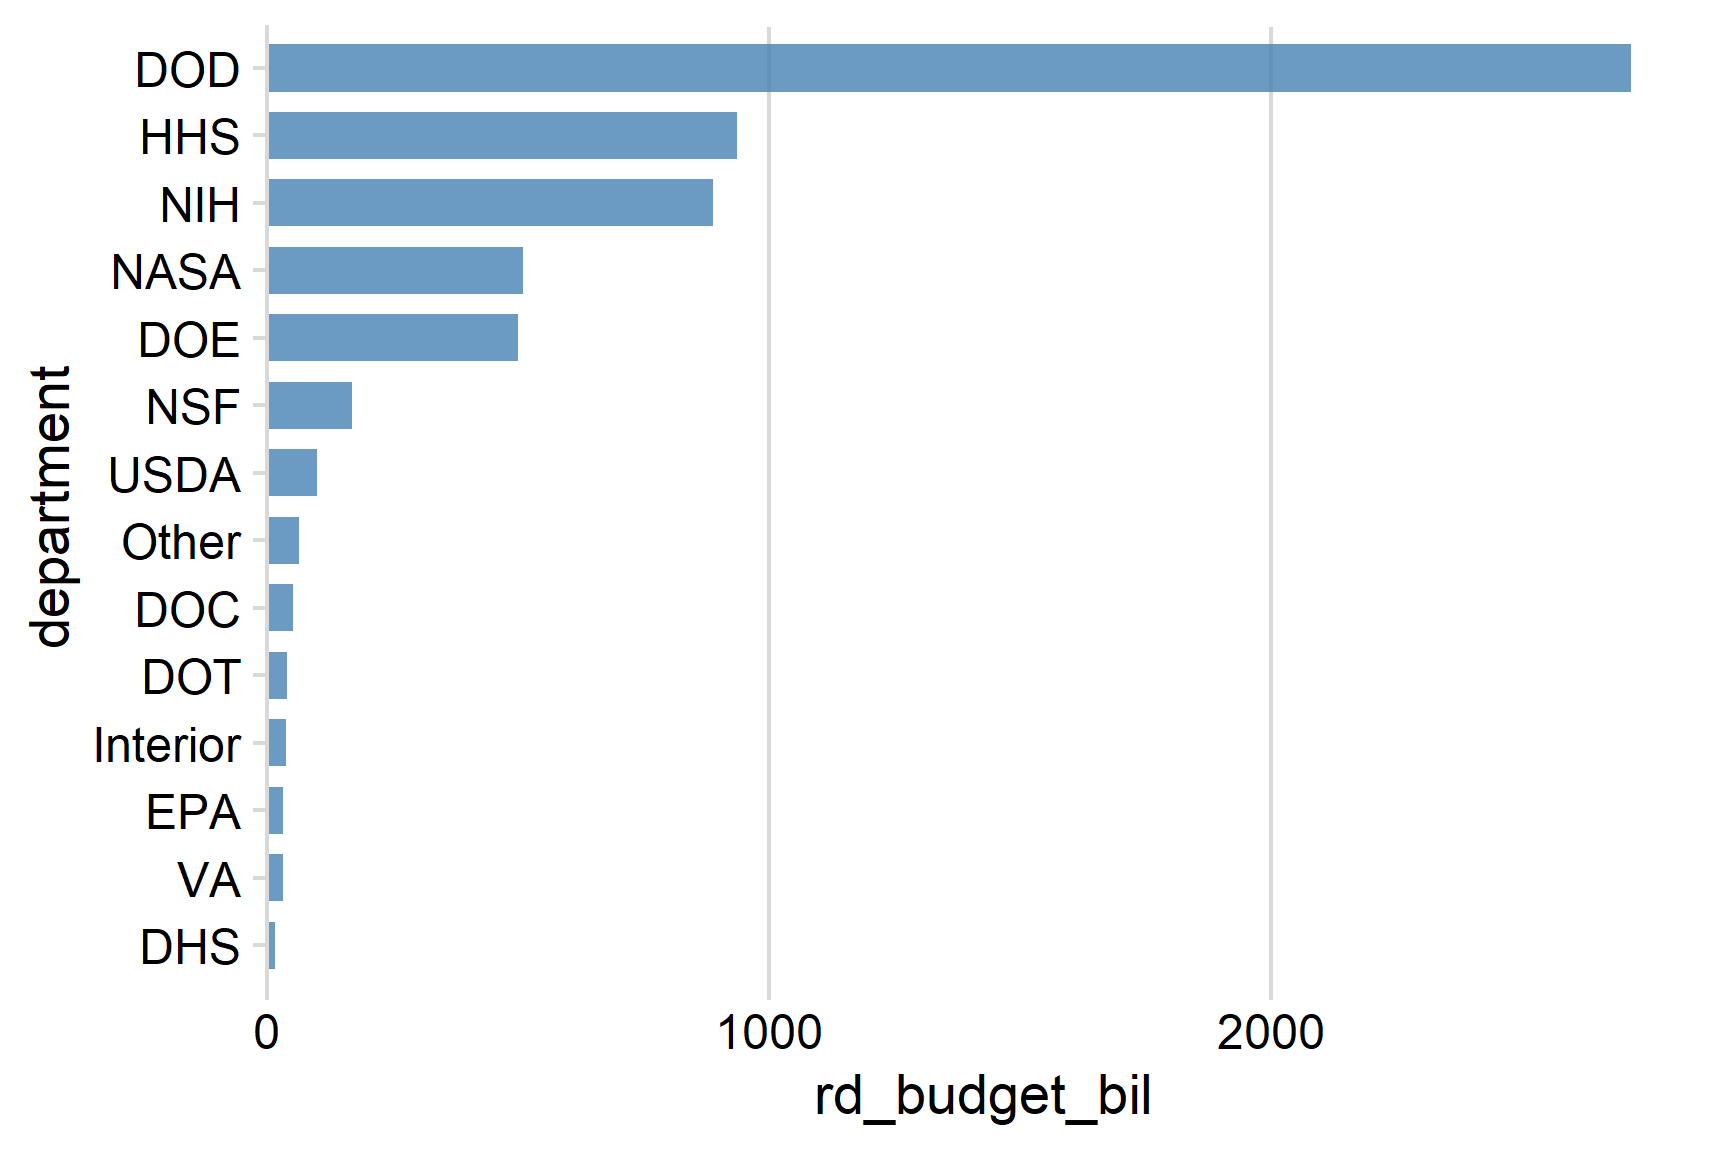 DOD
HHS
NIH
NASA
DOE
NSF
USDA
Other
DOC
DOT
Interior
EPA
VA
DHS
department
0 1000 2000
rd_budget_bil